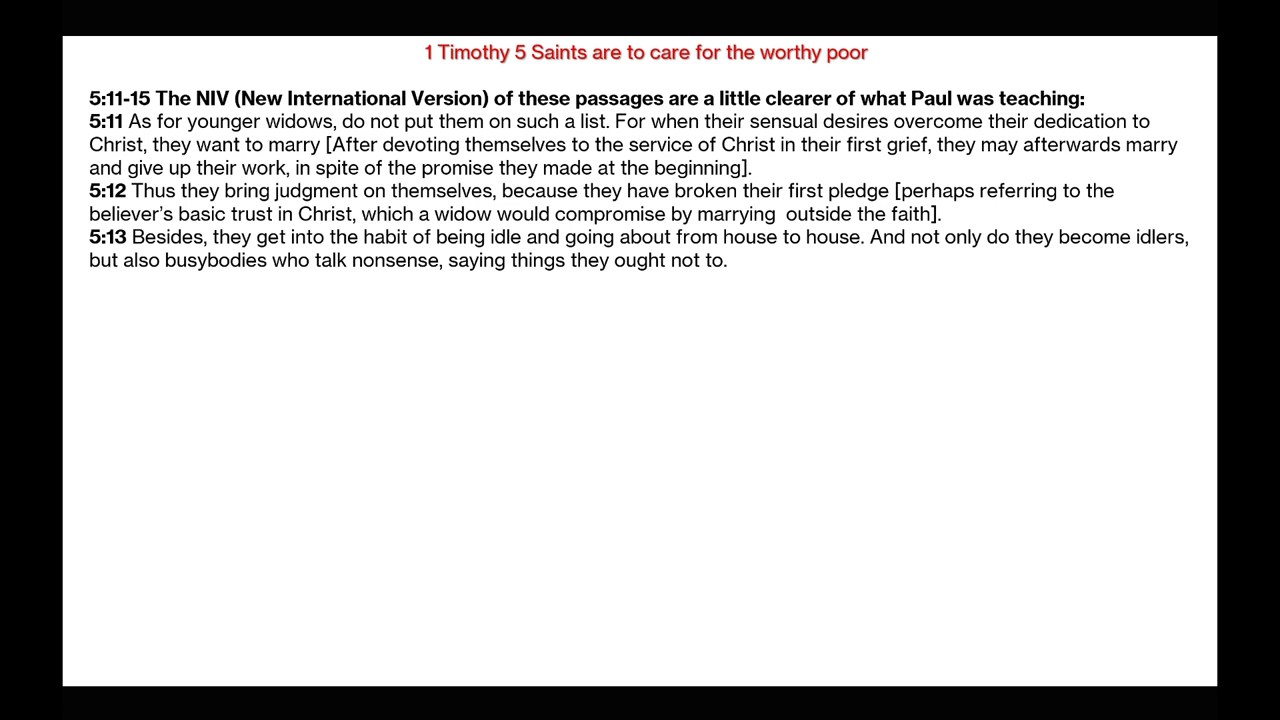 1 Timothy 5 Saints are to care for the worthy poor
5:11-15 The NIV (New International Version) of these passages are a little clearer of what Paul was teaching:
5:11 As for younger widows, do not put them on such a list. For when their sensual desires overcome their dedication to
Christ, they want to marry [After devoting themselves to the service of Christ in their first grief, they may afterwards marry
and give up their work, in spite of the promise they made at the beginning].
5:12 Thus they bring judgment on themselves, because they have broken their first pledge [perhaps referring to the
believer’s basic trust in Christ, which a widow would compromise by marrying  outside the faith].
5:13 Besides, they get into the habit of being idle and going about from house to house. And not only do they become idlers,
but also busybodies who talk nonsense, saying things they ought not to.